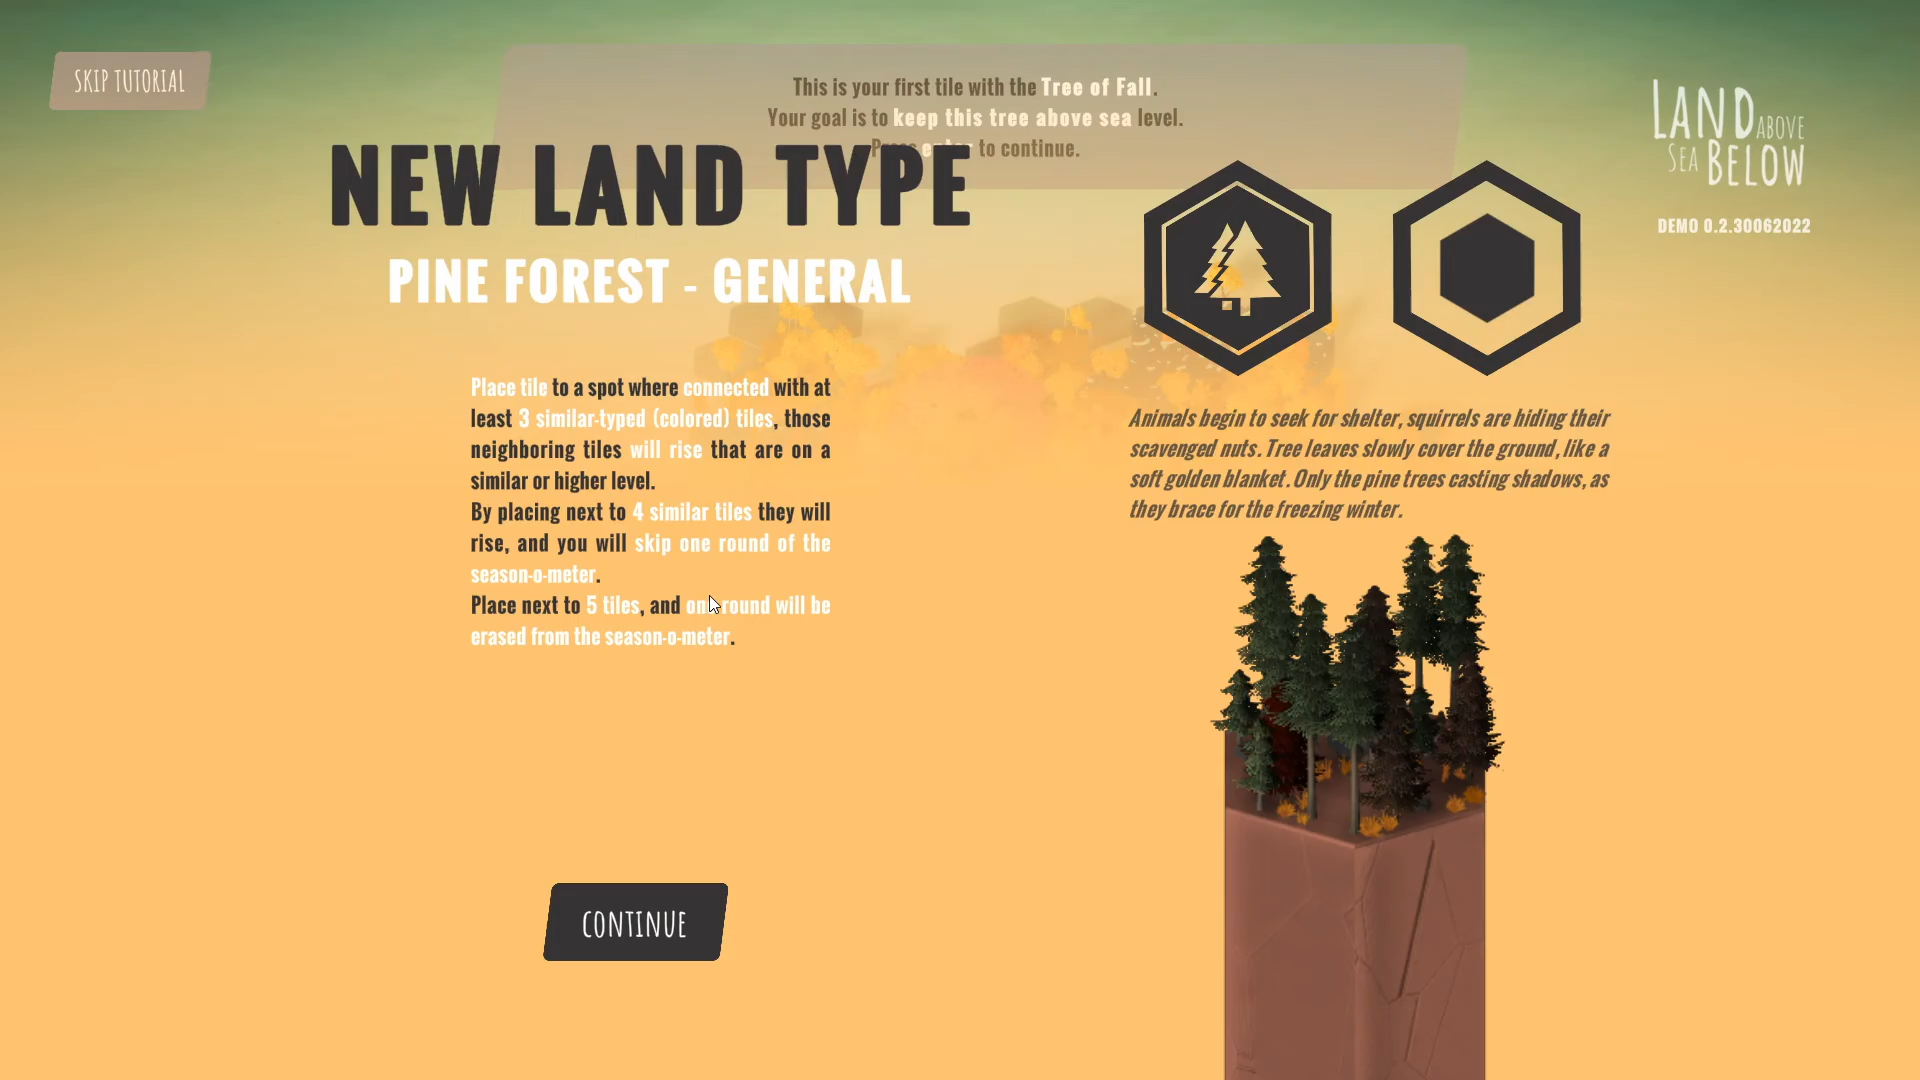 SKIP TUTORIAL
This is your first tile with the Tree of Fall.
Your goal is to keep this tree above sea level.
Press enter to continue.
LAND ABOVE
SEA BELOW
DEMO 0.2.30062022
NEW LAND TYPE
PINE FOREST - GENERAL
Place tile to a spot where connected with at
least 3 similar-typed (colored) tiles, those
neighboring tiles will rise that are on a
similar or higher level.
By placing next to 4 similar tiles they will
rise, and you will skip one round of the
season-o-meter.
Place next to 5 tiles, and one round will be
erased from the season-o-meter.
Animals begin to seek for shelter, squirrels are hiding their
scavenged nuts. Tree leaves slowly cover the ground, like a
soft golden blanket. Only the pine trees casting shadows, as
they brace for the freezing winter.
CONTINUE